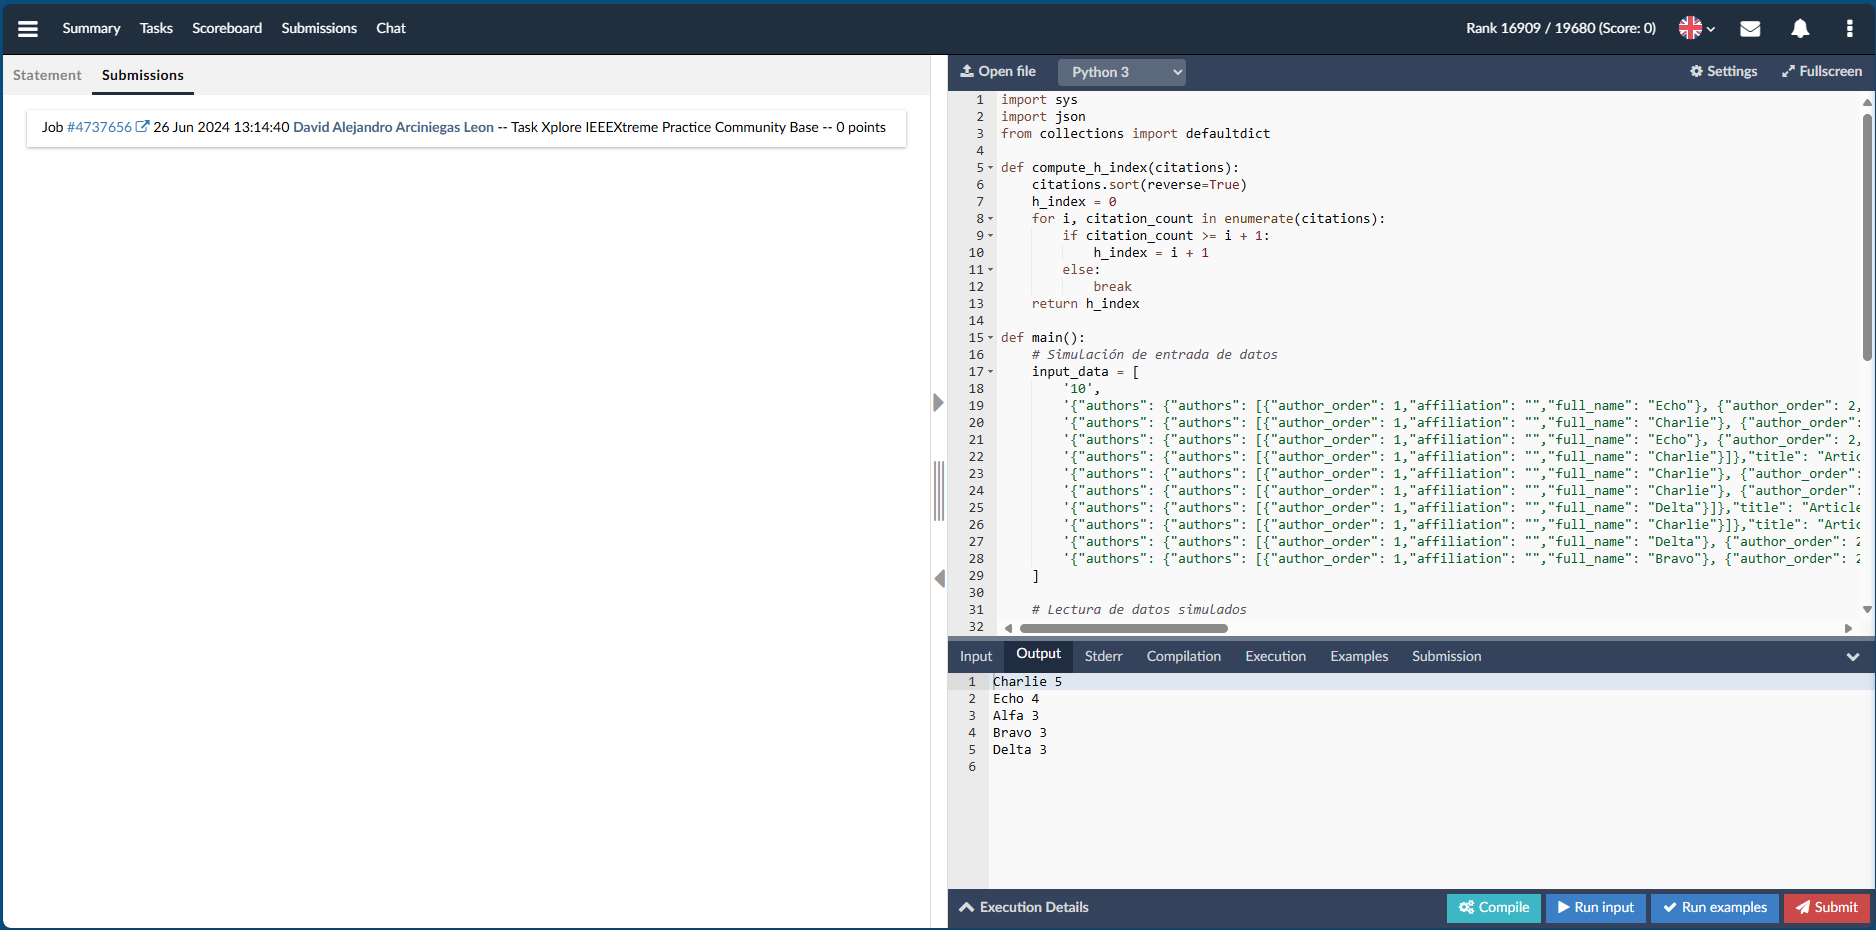 Summary Tasks Scoreboard Submissions Chat Rank 16909 / 19680 (Score: 0)
Statement Submissions
Job #4737656 26 Jun 2024 13:14:40 David Alejandro Arciniegas Leon -- Task Xplore IEEEXtreme Practice Community Base -- 0 points
Open file Python 3 Settings Fullscreen
1 import sys
2 import json
3 from collections import defaultdict
4
5 def compute_h_index(citations):
6 citations.sort(reverse=True)
7 h_index = 0
8 for i, citation_count in enumerate(citations):
9 if citation_count >= i + 1:
10 h_index = i + 1
11 else:
12 break
13 return h_index
14
15 def main():
16 # Simulación de entrada de datos
17 input_data = [
18 '10',
19 '{"authors": {"authors": [{"author_order": 1,"affiliation": "","full_name": "Echo"}, {"author_order": 2,
20 '{"authors": {"authors": [{"author_order": 1,"affiliation": "","full_name": "Charlie"}, {"author_order":
21 '{"authors": {"authors": [{"author_order": 1,"affiliation": "","full_name": "Echo"}, {"author_order": 2,
22 '{"authors": {"authors": [{"author_order": 1,"affiliation": "","full_name": "Charlie"}]},"title": "Artic
23 '{"authors": {"authors": [{"author_order": 1,"affiliation": "","full_name": "Charlie"}, {"author_order":
24 '{"authors": {"authors": [{"author_order": 1,"affiliation": "","full_name": "Charlie"}, {"author_order":
25 '{"authors": {"authors": [{"author_order": 1,"affiliation": "","full_name": "Delta"}]},"title": "Article
26 '{"authors": {"authors": [{"author_order": 1,"affiliation": "","full_name": "Charlie"}]},"title": "Artic
27 '{"authors": {"authors": [{"author_order": 1,"affiliation": "","full_name": "Delta"}, {"author_order": 2
28 '{"authors": {"authors": [{"author_order": 1,"affiliation": "","full_name": "Bravo"}, {"author_order": 2
29 ]
30
31 # Lectura de datos simulados
32
Input Output Stderr Compilation Execution Examples Submission
1 Charlie 5
2 Echo 4
3 Alfa 3
4 Bravo 3
5 Delta 3
6
Execution Details Compile Run input Run examples Submit